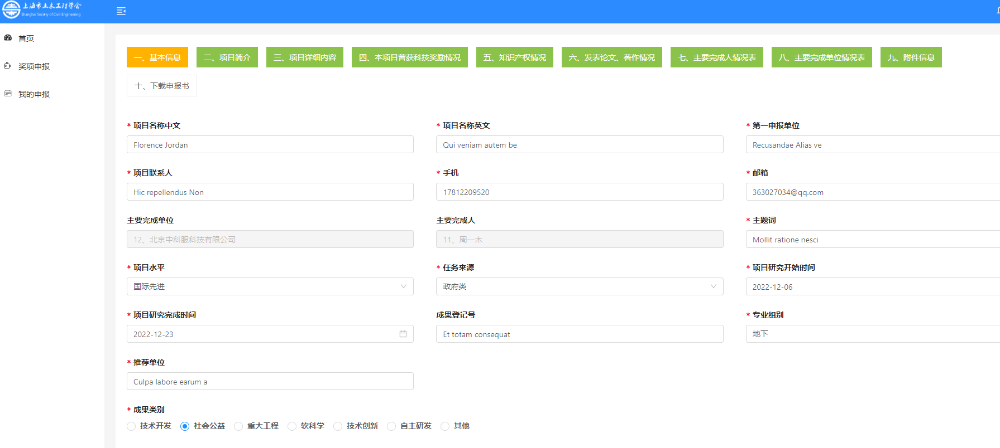 上海市土木工程学会
Shanghai Society of Civil Engineering
首页
奖项申报
我的申报
一、基本信息
二、项目简介
三、项目详细内容
四、本项目曾获科技奖励情况
五、知识产权情况
六、发表论文、著作情况
七、主要完成人情况表
八、主要完成单位情况表
九、附件信息
十、下载申报书
* 项目名称中文
Florence Jordan
* 项目名称英文
Qui veniam autem be
* 第一申报单位
Recusandae Alias ve
* 项目联系人
Hic repellendus Non
* 手机
17812209520
* 邮箱
363027034@qq.com
主要完成单位
12、北京中科服科技有限公司
主要完成人
11、周一木
* 主题词
Mollit ratione nesci
* 项目水平
国际先进
* 任务来源
政府类
* 项目研究开始时间
2022-12-06
* 项目研究完成时间
2022-12-23
成果登记号
Et totam consequat
* 专业组别
地下
* 推荐单位
Culpa labore earum a
* 成果类别
技术开发 社会公益 重大工程 软科学 技术创新 自主研发 其他